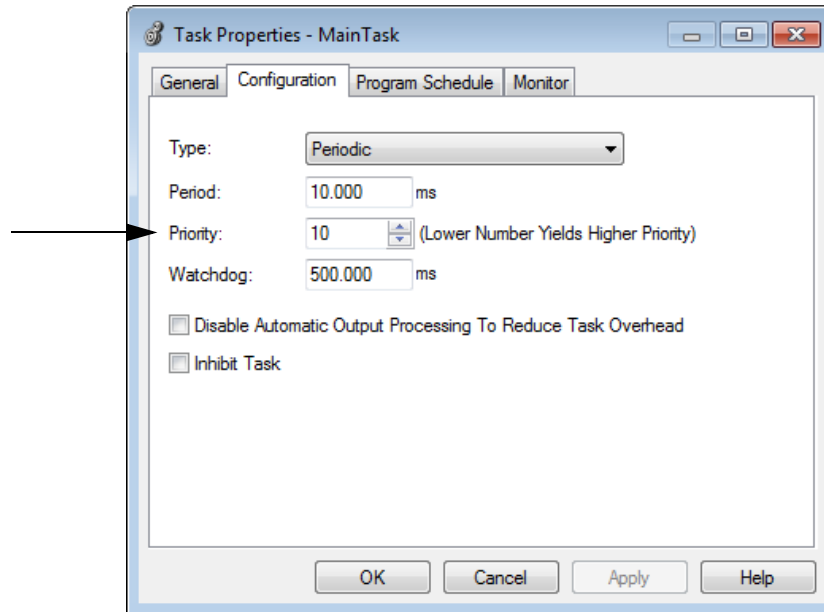 Task Properties - MainTask
General Configuration Program Schedule Monitor
Type: Periodic
Period: 10.000 ms
Priority: 10 (Lower Number Yields Higher Priority)
Watchdog: 500.000 ms
Disable Automatic Output Processing To Reduce Task Overhead
Inhibit Task
OK Cancel Apply Help